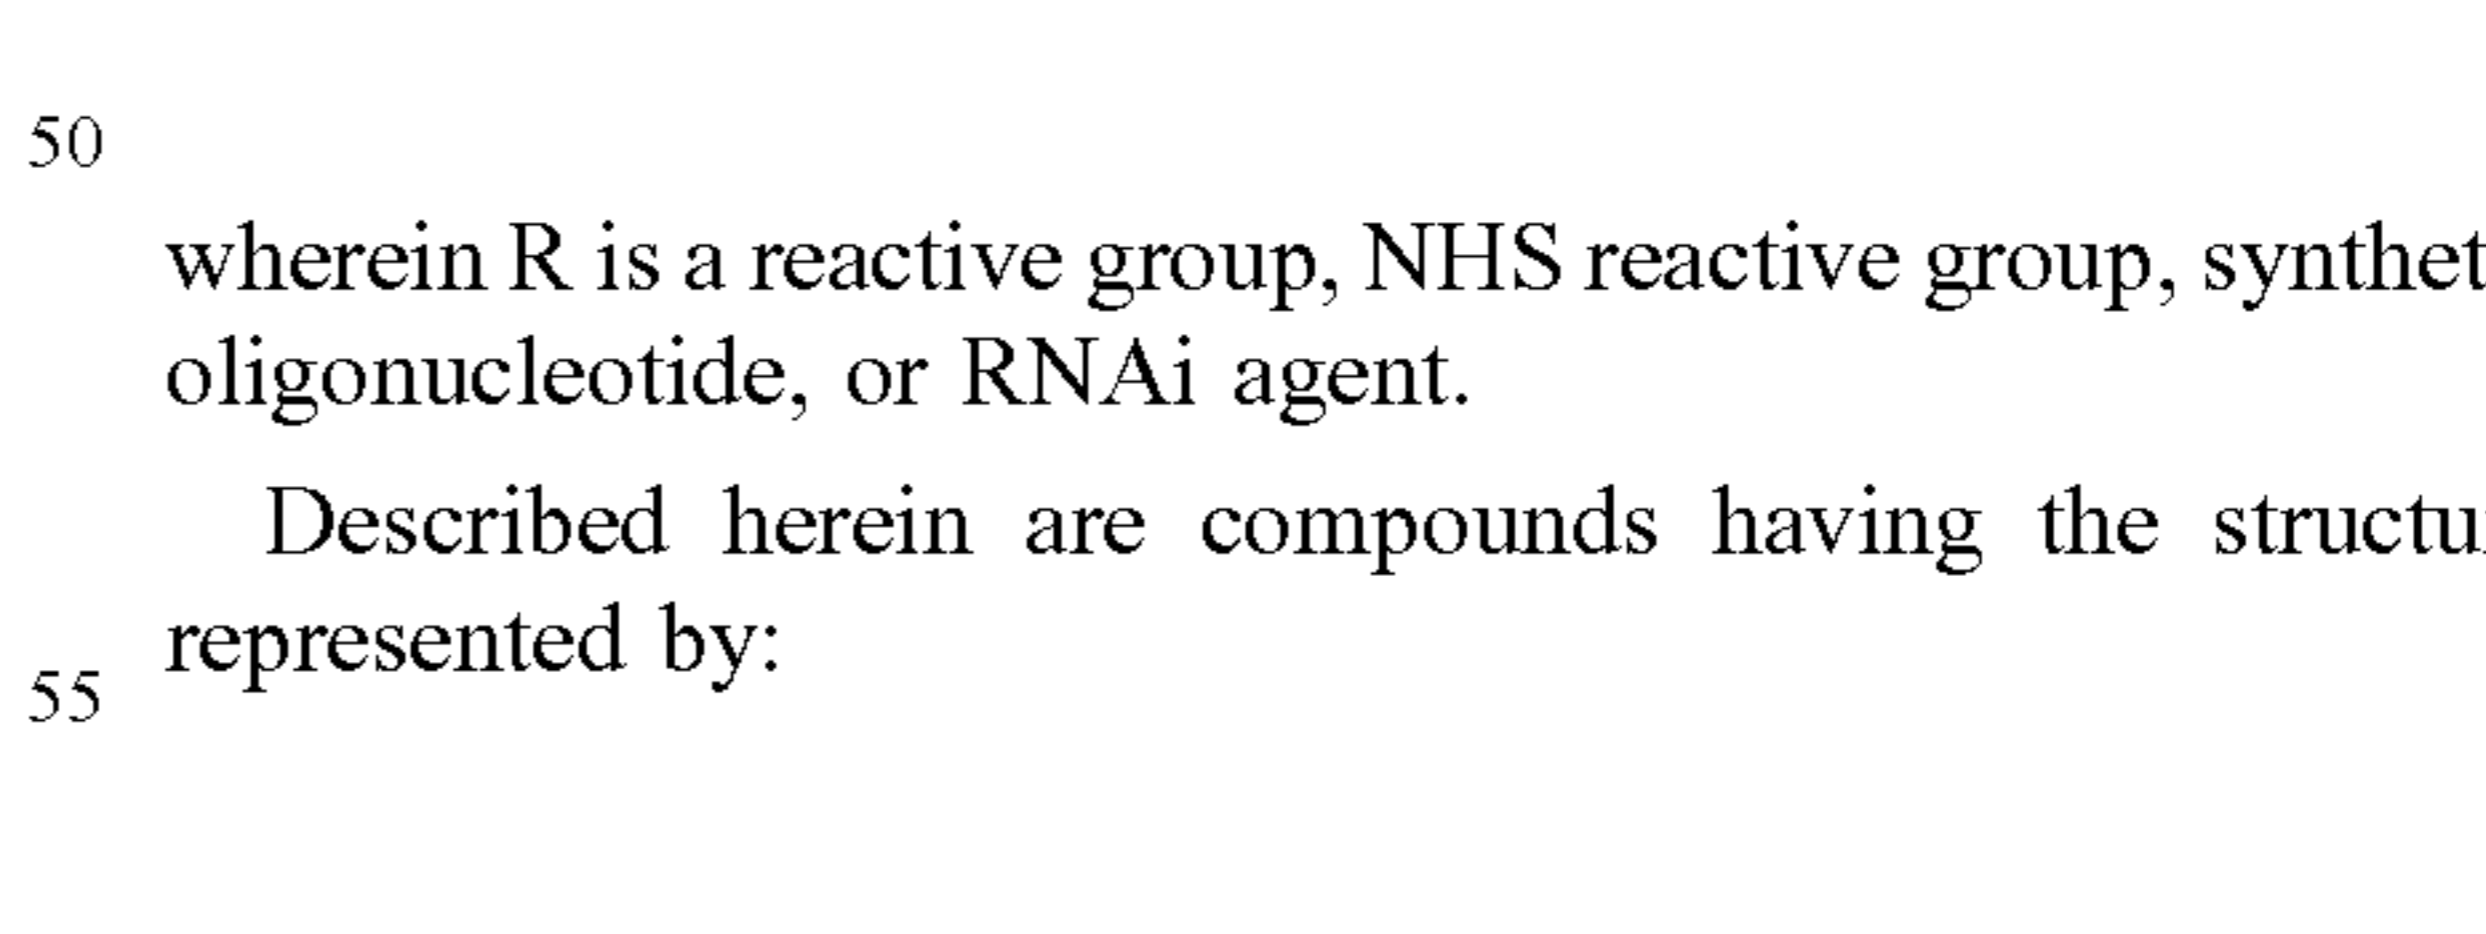 50
wherein R is a reactive group, NHS reactive group, synthet
oligonucleotide, or RNAi agent.
Described herein are compounds having the structu
represented by:
55